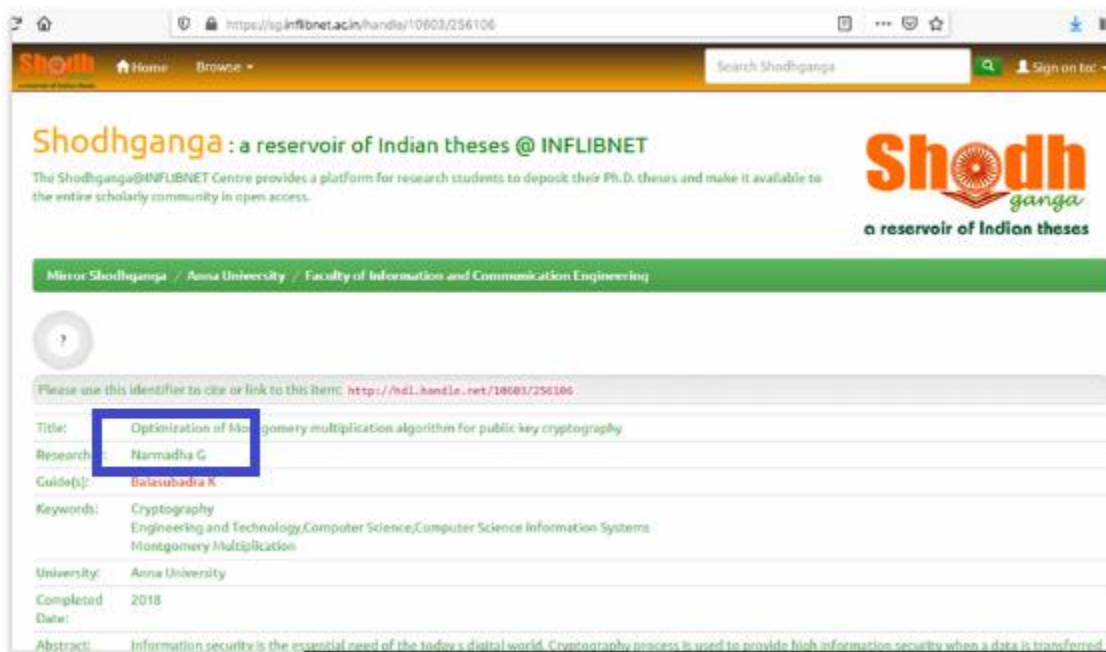 https://sg.inflibnet.ac.in/handle/10603/256106
Shodh Home Browse Search Shodhganga Sign on to:
Shodhganga : a reservoir of Indian theses @ INFLIBNET
The Shodhganga@INFLIBNET Centre provides a platform for research students to deposit their Ph.D. theses and make it available to
the entire scholarly community in open access.
Shodh
ganga
a reservoir of Indian theses
Mirror Shodhganga / Anna University / Faculty of Information and Communication Engineering
?
Please use this identifier to cite or link to this item: http://hdl.handle.net/10603/256106
Title: Optimization of Montgomery multiplication algorithm for public key cryptography
Researcher: Narmadha G
Guide(s): Balasubadra K
Keywords: Cryptography
Engineering and Technology,Computer Science,Computer Science Information Systems
Montgomery Multiplication
University: Anna University
Completed 2018
Date:
Abstract: Information security is the essential need of the today s digital world. Cryptography process is used to provide high information security when a data is transferred